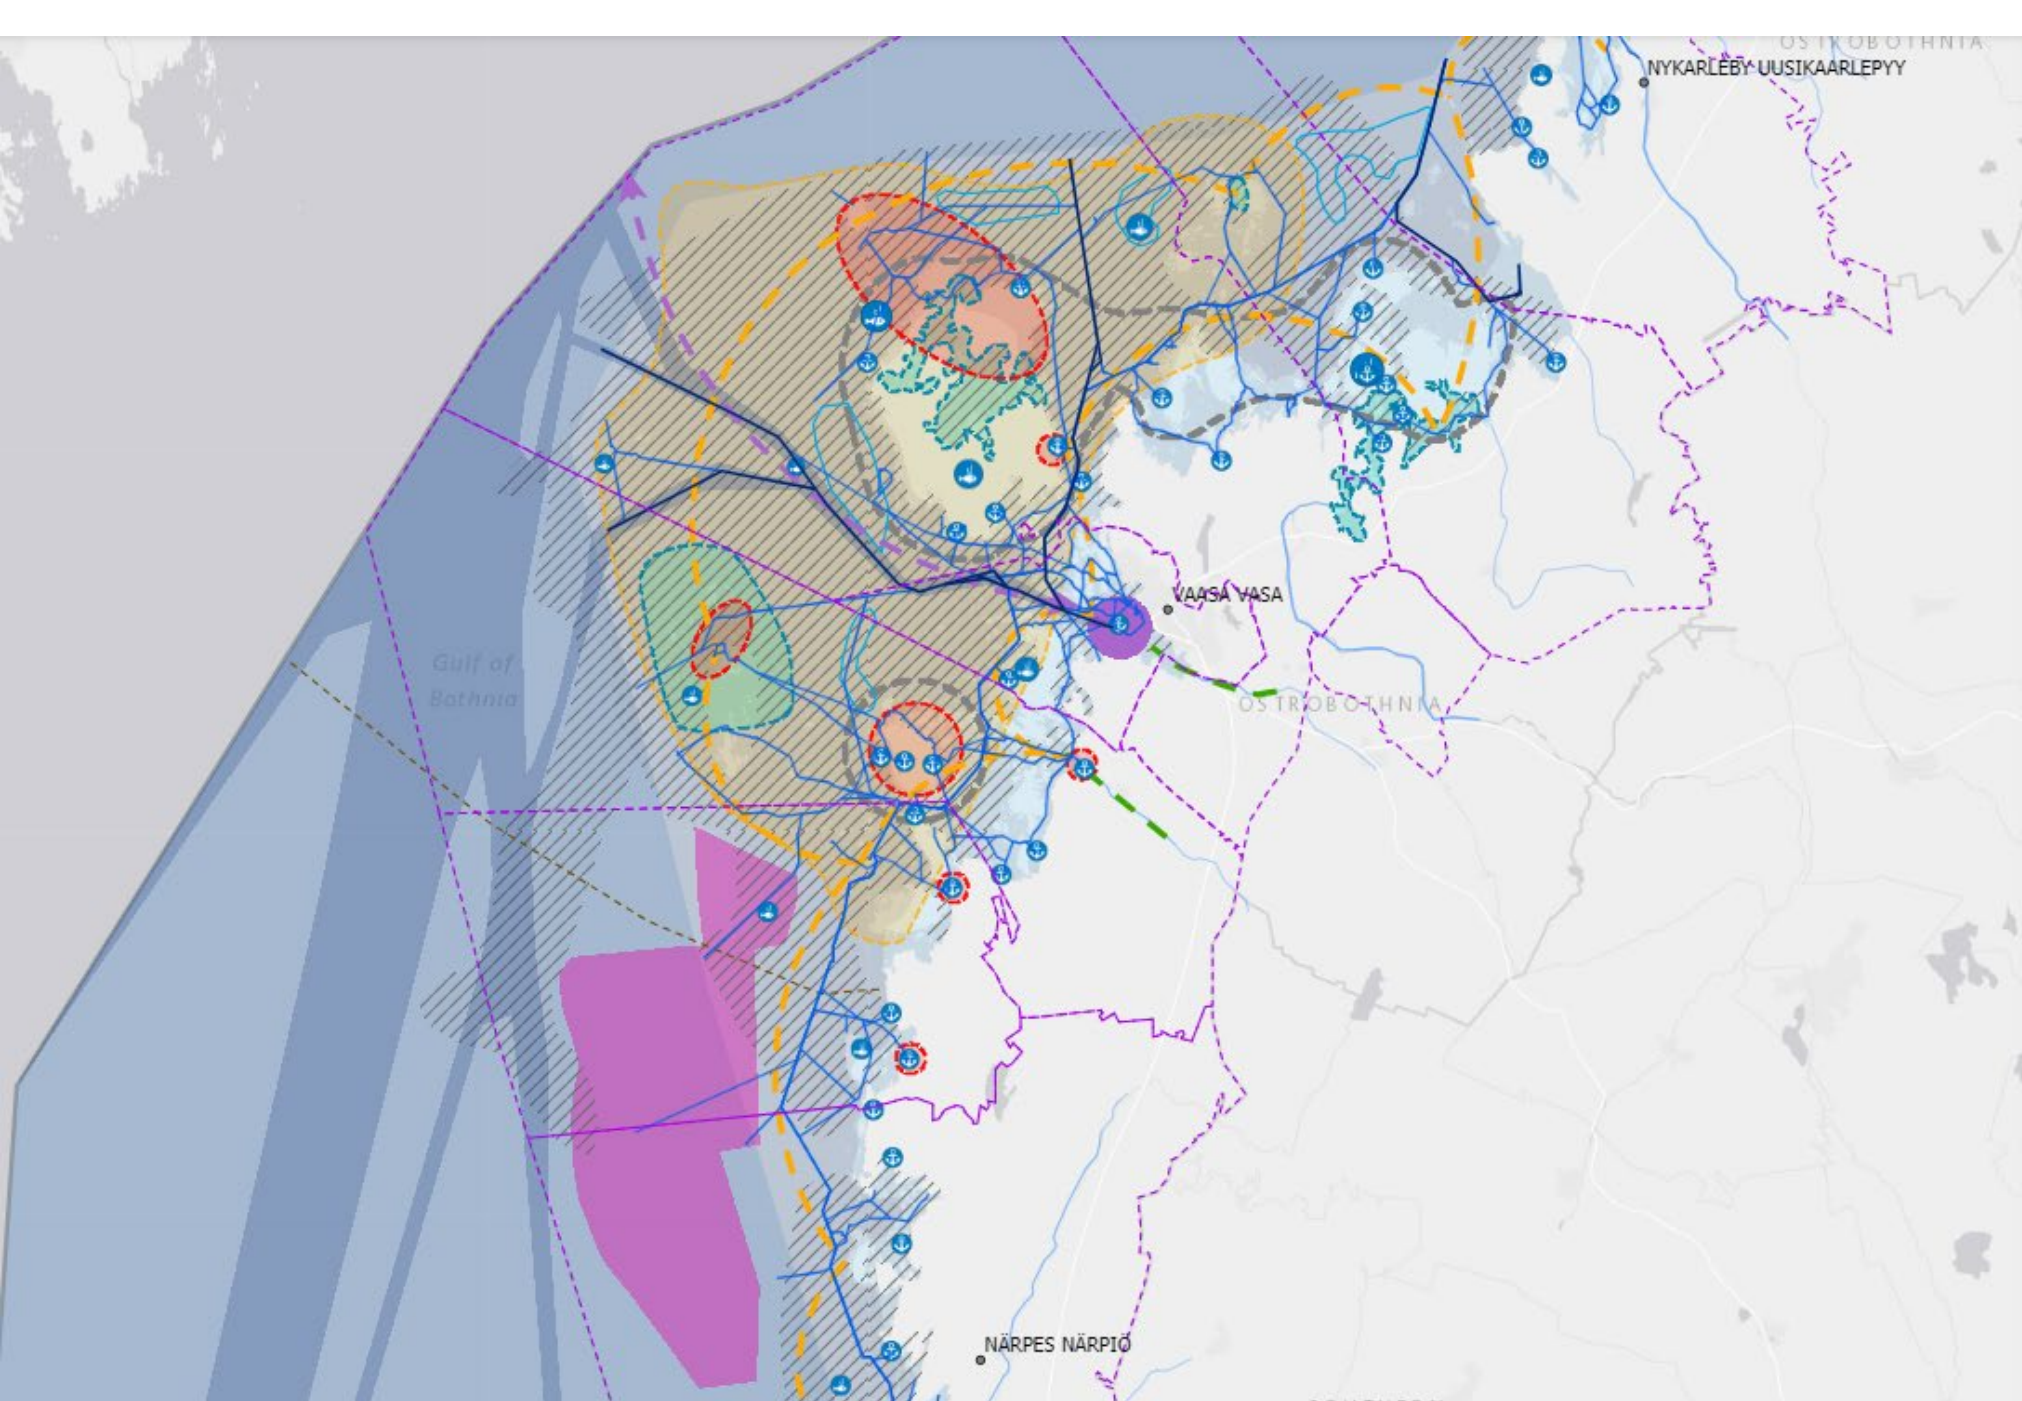 OSTROBOTHNIA
NYKARLEBY UUSIKAARLEPYY
VAASA VASA
Gulf of
Bothnia
OSTROBOTHNIA
NÄRPES NÄRPIÖ